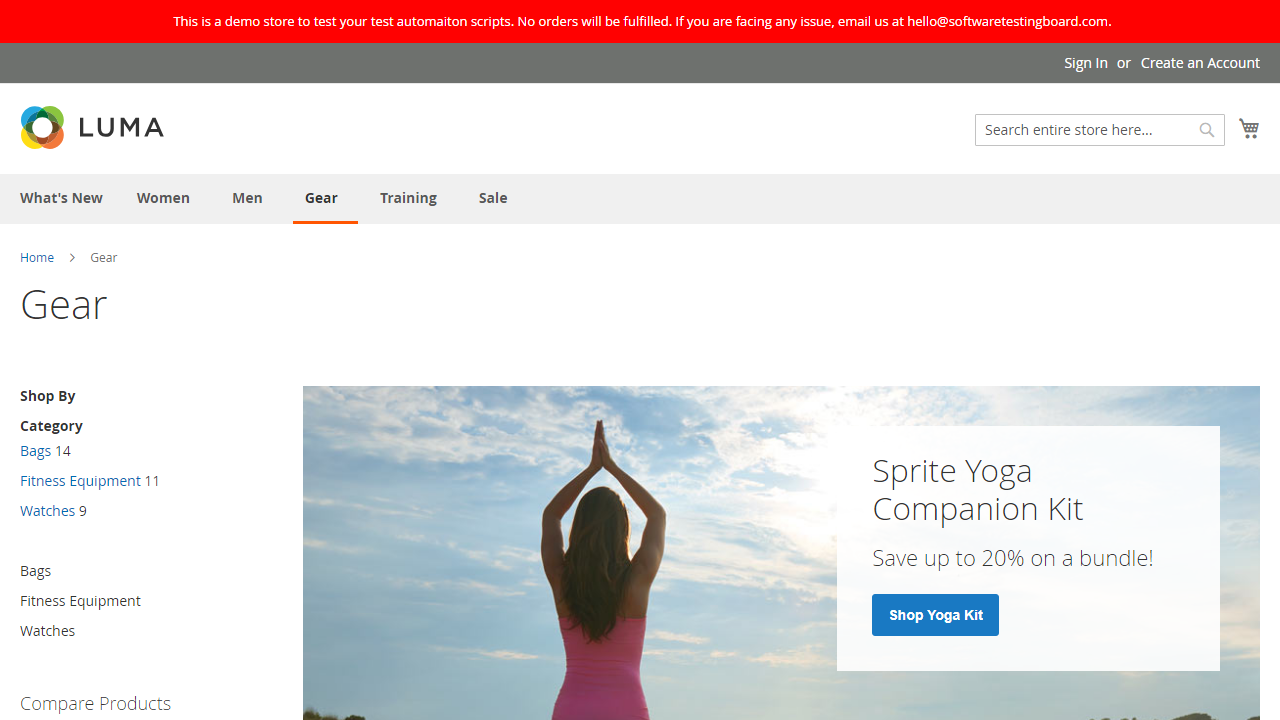 This is a demo store to test your test automaiton scripts. No orders will be fulfilled. If you are facing any issue, email us at hello@softwaretestingboard.com.
Sign In or Create an Account
LUMA
Search entire store here...
What's New Women Men Gear Training Sale
Home > Gear
Gear
Shop By
Category
Bags 14
Fitness Equipment 11
Watches 9
Bags
Fitness Equipment
Watches
Compare Products
Sprite Yoga
Companion Kit
Save up to 20% on a bundle!
Shop Yoga Kit